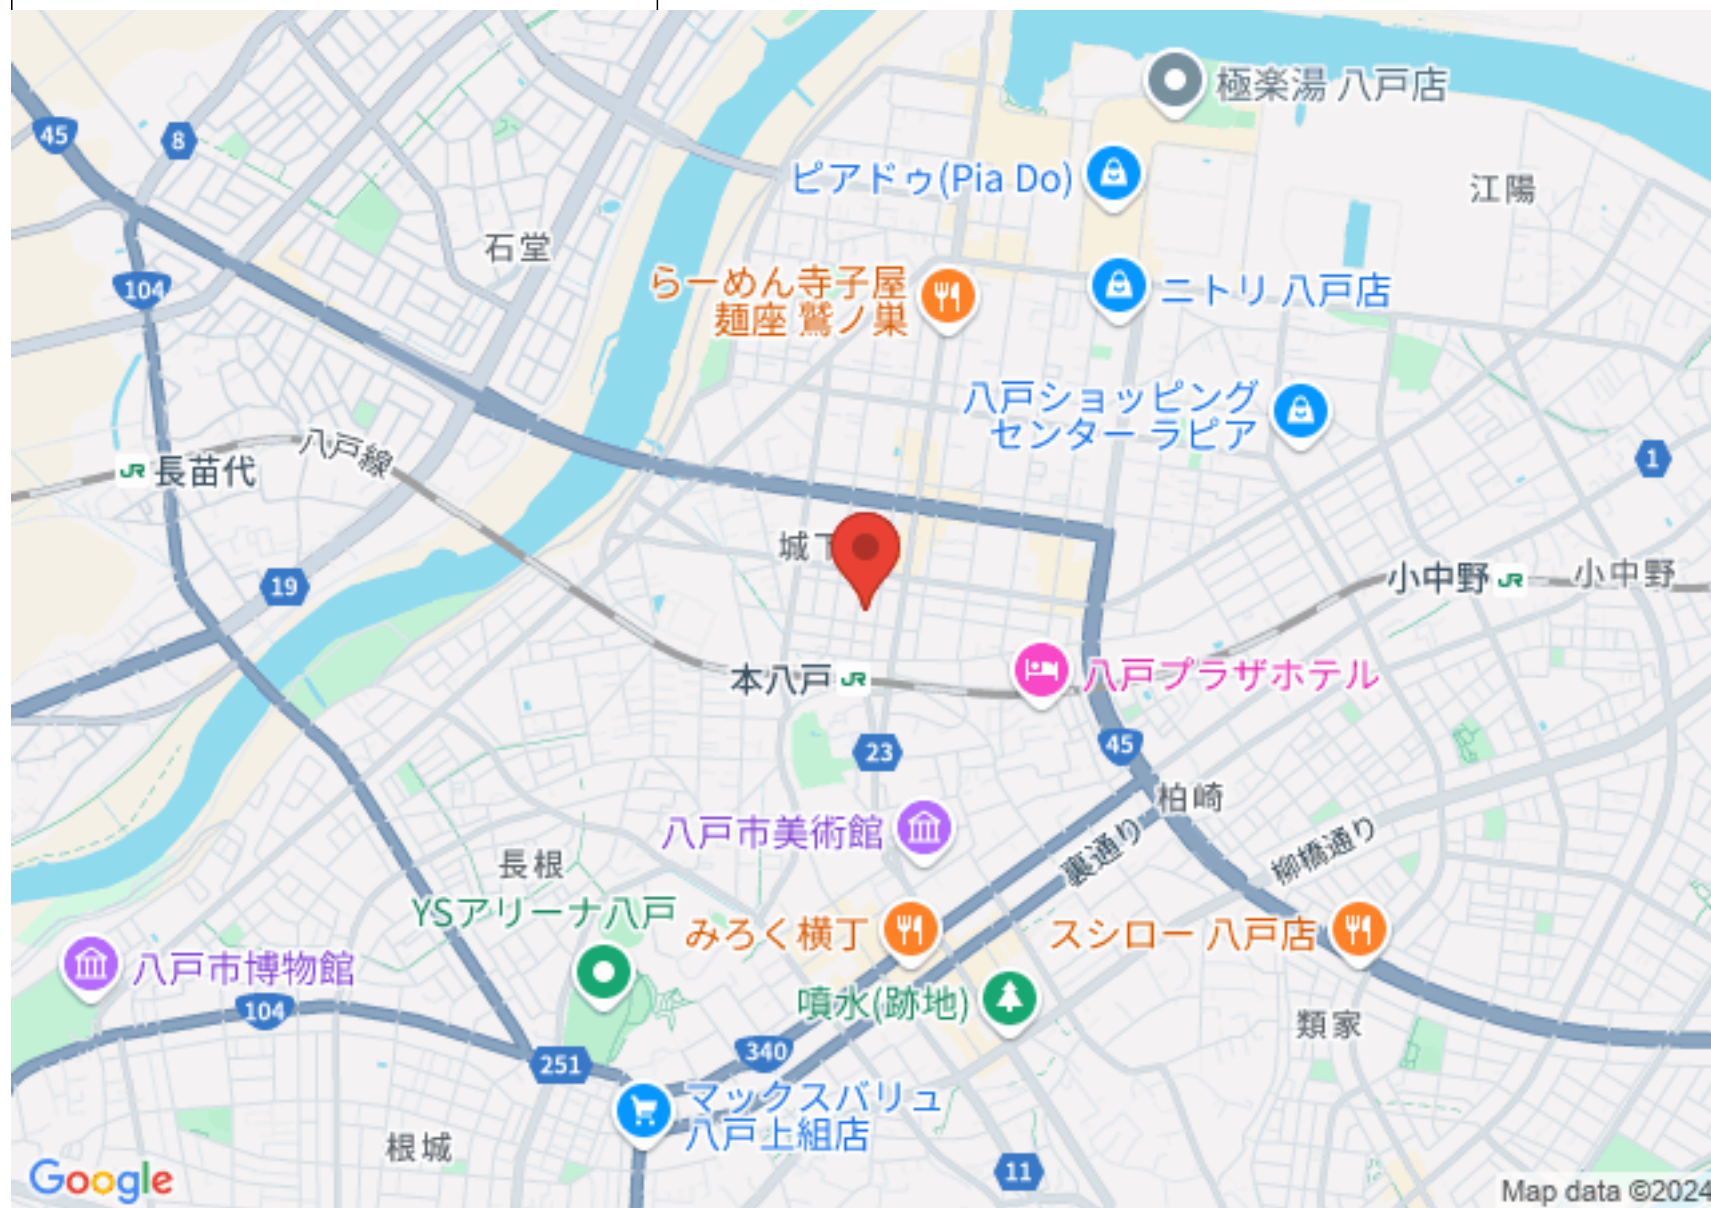 極楽湯 八戸店
45
8
ピアドゥ(Pia Do)
江陽
石堂
104
らーめん寺子屋
麺座 鷲ノ巣
ニトリ 八戸店
八戸ショッピング
センター ラピア
八戸線
長苗代
1
城下
19
小中野
小中野
本八戸
八戸プラザホテル
23
45
柏崎
八戸市美術館
裏通り
柳橋通り
長根
YSアリーナ八戸
みろく横丁
スシロー 八戸店
八戸市博物館
噴水(跡地)
104
類家
340
251
マックスバリュ
八戸上組店
根城
11
Google
Map data ©2024